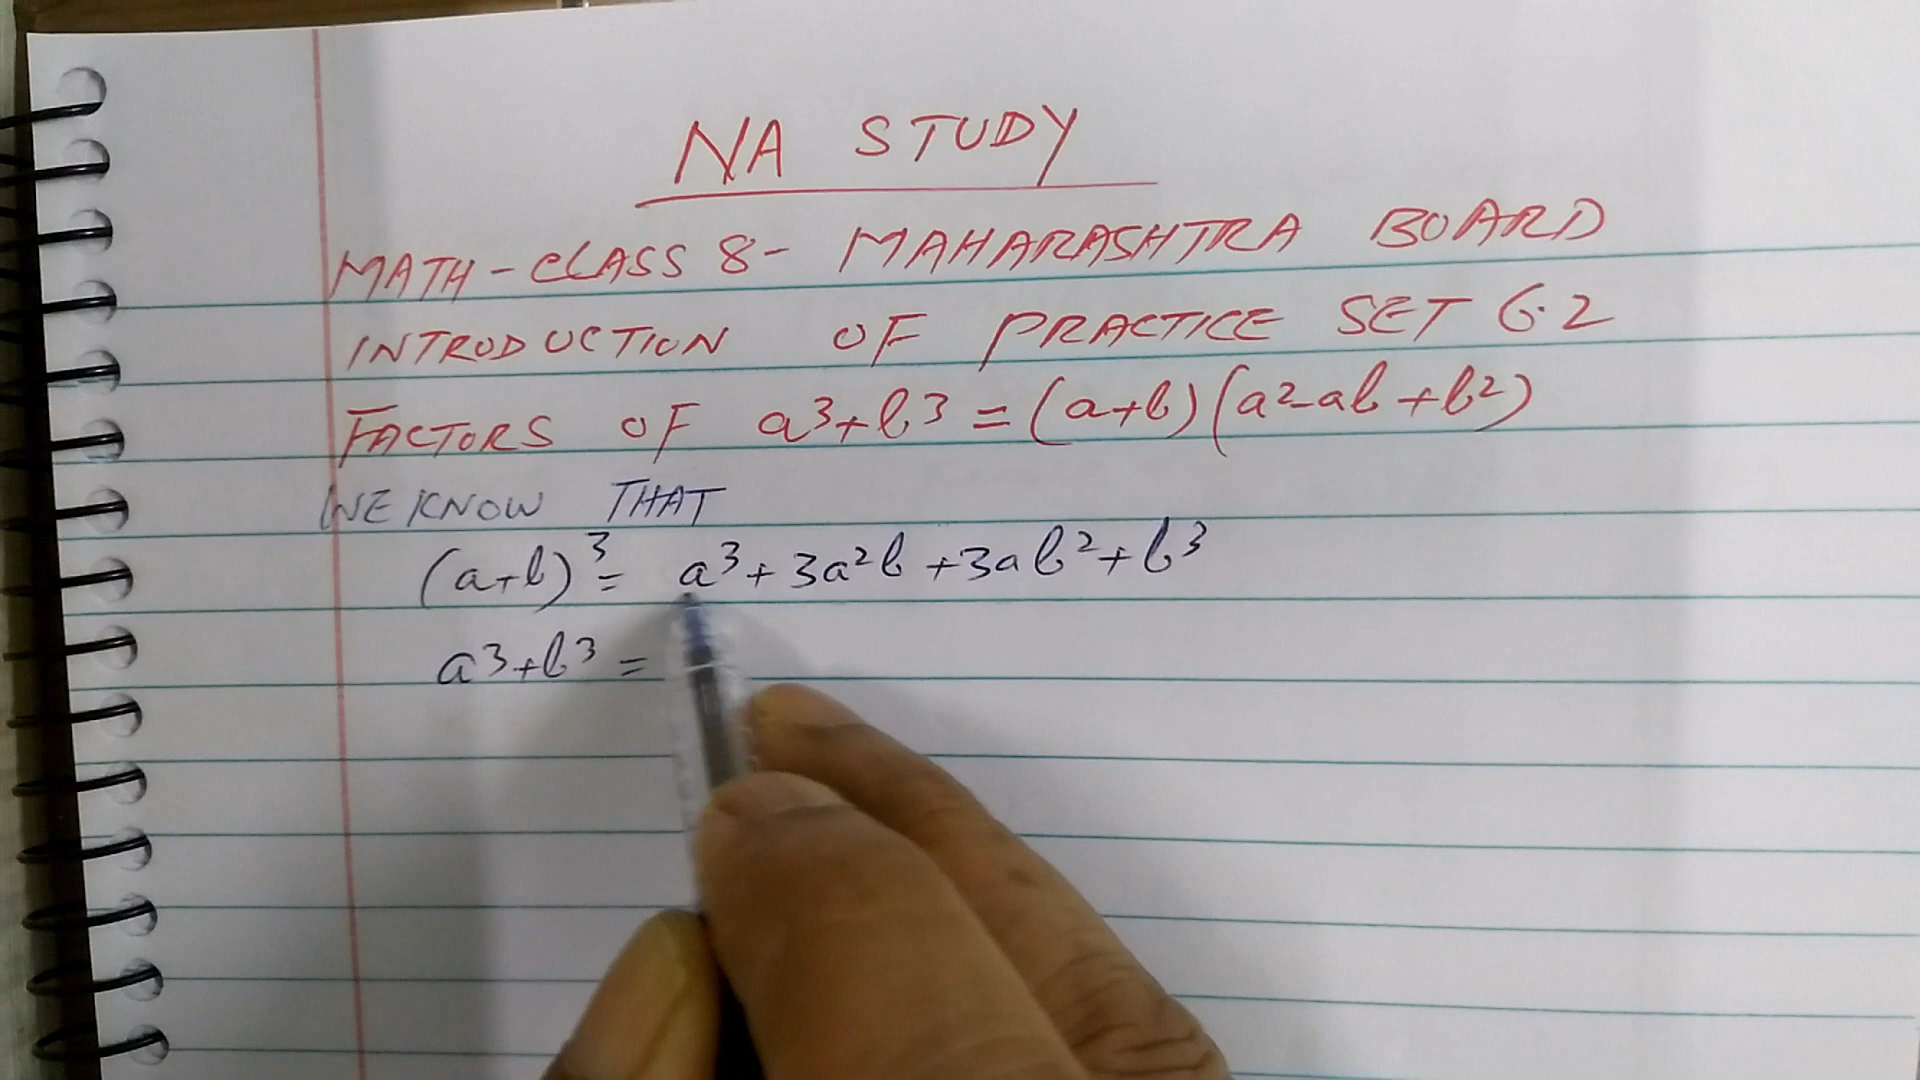 NA STUDY
MATH-CLASS 8- MAHARASHTRA BOARD
INTRODUCTION OF PRACTICE SET 6.2
FACTORS OF a³+b³ = (a+b)(a²-ab+b²)
WE KNOW THAT
(a+b)³ = a³+3a²b+3ab²+b³
a³+b³ =